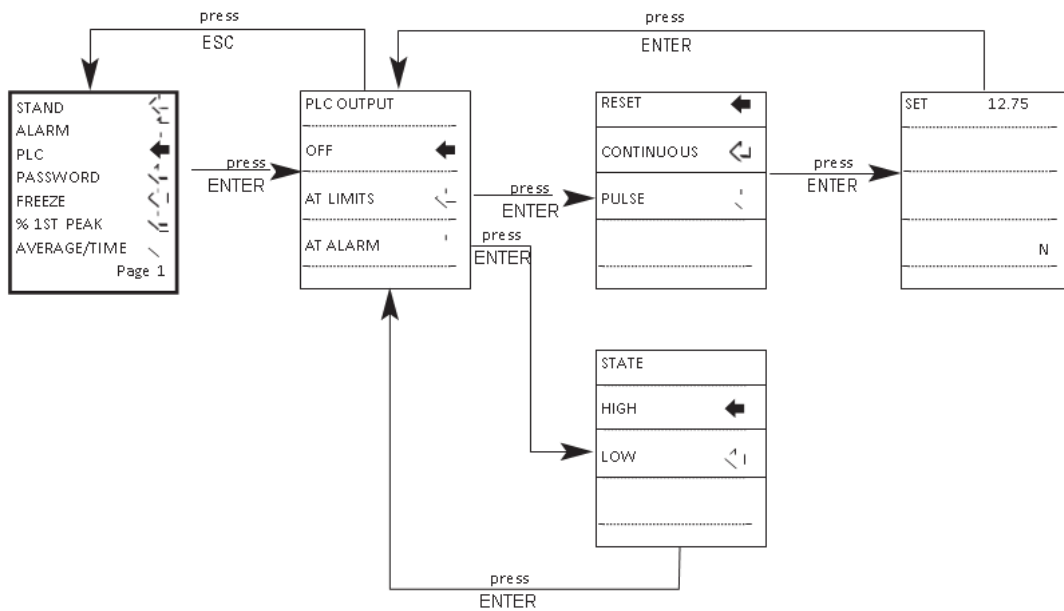 press
ESC
press
ENTER
STAND
ALARM
PLC
PASSWORD
FREEZE
% 1ST PEAK
AVERAGE/TIME
Page 1
press
ENTER
PLC OUTPUT
OFF
AT LIMITS
AT ALARM
press
ENTER
press
ENTER
RESET
CONTINUOUS
PULSE
press
ENTER
SET 12.75
N
STATE
HIGH
LOW
press
ENTER